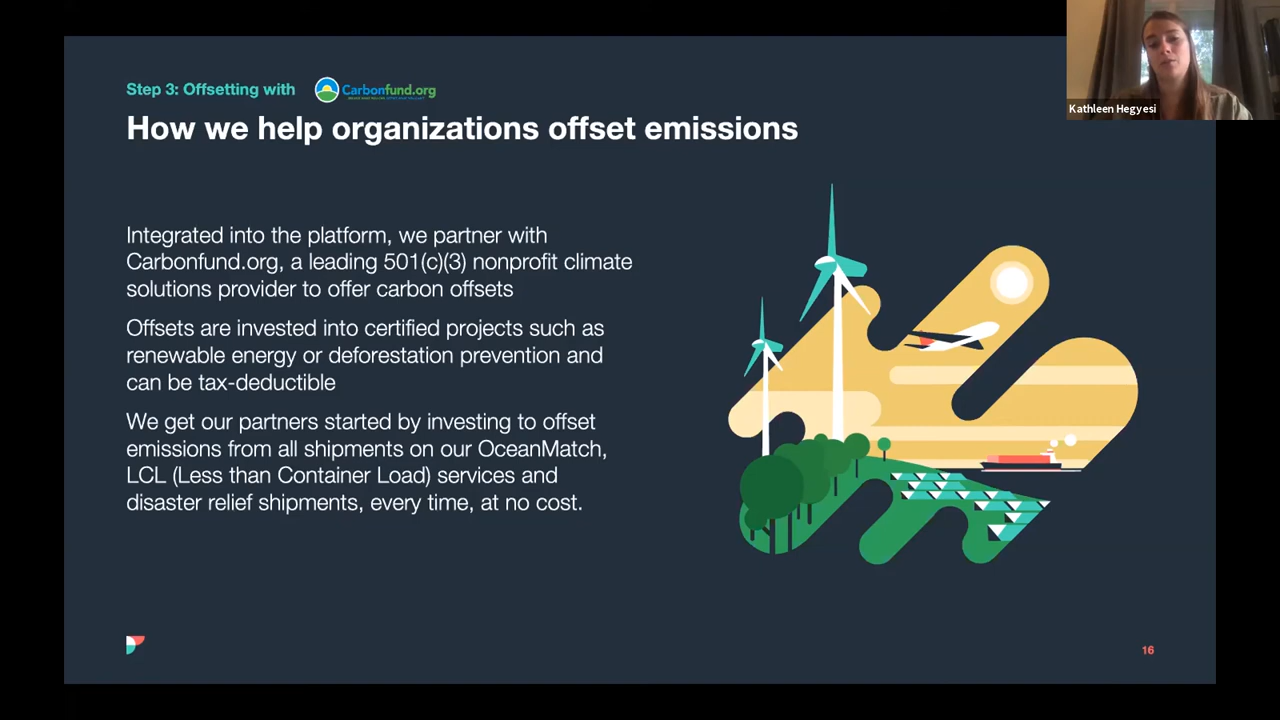 Step 3: Offsetting with Carbonfund.org
How we help organizations offset emissions
Kathleen Hegyesi
Integrated into the platform, we partner with
Carbonfund.org, a leading 501(c)(3) nonprofit climate
solutions provider to offer carbon offsets
Offsets are invested into certified projects such as
renewable energy or deforestation prevention and
can be tax-deductible
We get our partners started by investing to offset
emissions from all shipments on our OceanMatch,
LCL (Less than Container Load) services and
disaster relief shipments, every time, at no cost.
16